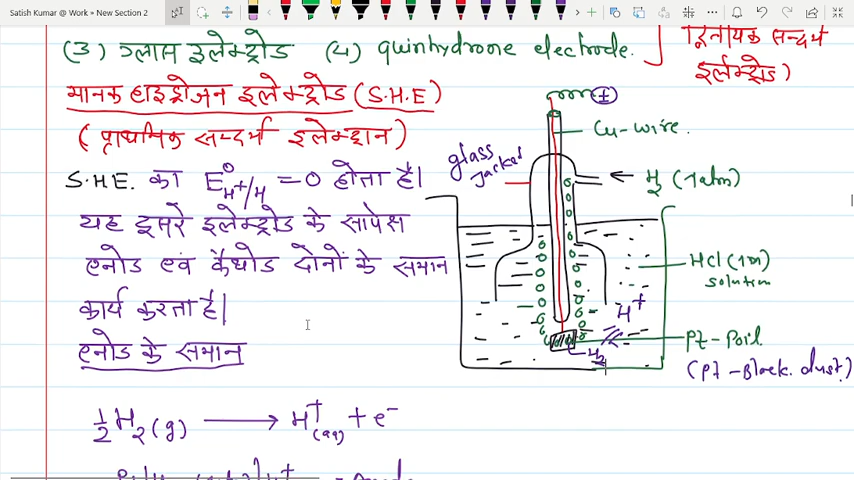 Satish Kumar @ Work » New Section 2
(3) ग्लास इलेक्ट्रोड (4) quinhydrone electrode.
द्वितीयक सन्दर्भ
इलेक्ट्रोड)
मानक हाइड्रोजन इलेक्ट्रोड (S.H.E)
(प्राथमिक सन्दर्भ
S.H.E. का E⁰H⁺/H = 0 होता है।
यह दूसरे इलेक्ट्रोड के सापेक्ष
एनोड एवं कैथोड दोनों के समान
कार्य करता है।
एनोड के समान
½H₂(g) ⟶ H⁺(aq) + e⁻
±
Cu-wire.
glass
Jacket
← H₂ (1atm)
HCl (1m)
solution
H⁺
Pt-foil
H₂
(Pt-Black. dust)